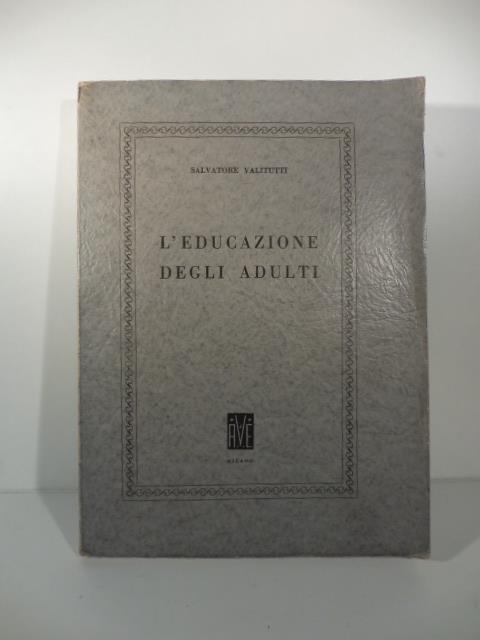 SALVATORE VALITUTTI
L'EDUCAZIONE
DEGLI ADULTI
AVE
MILANO